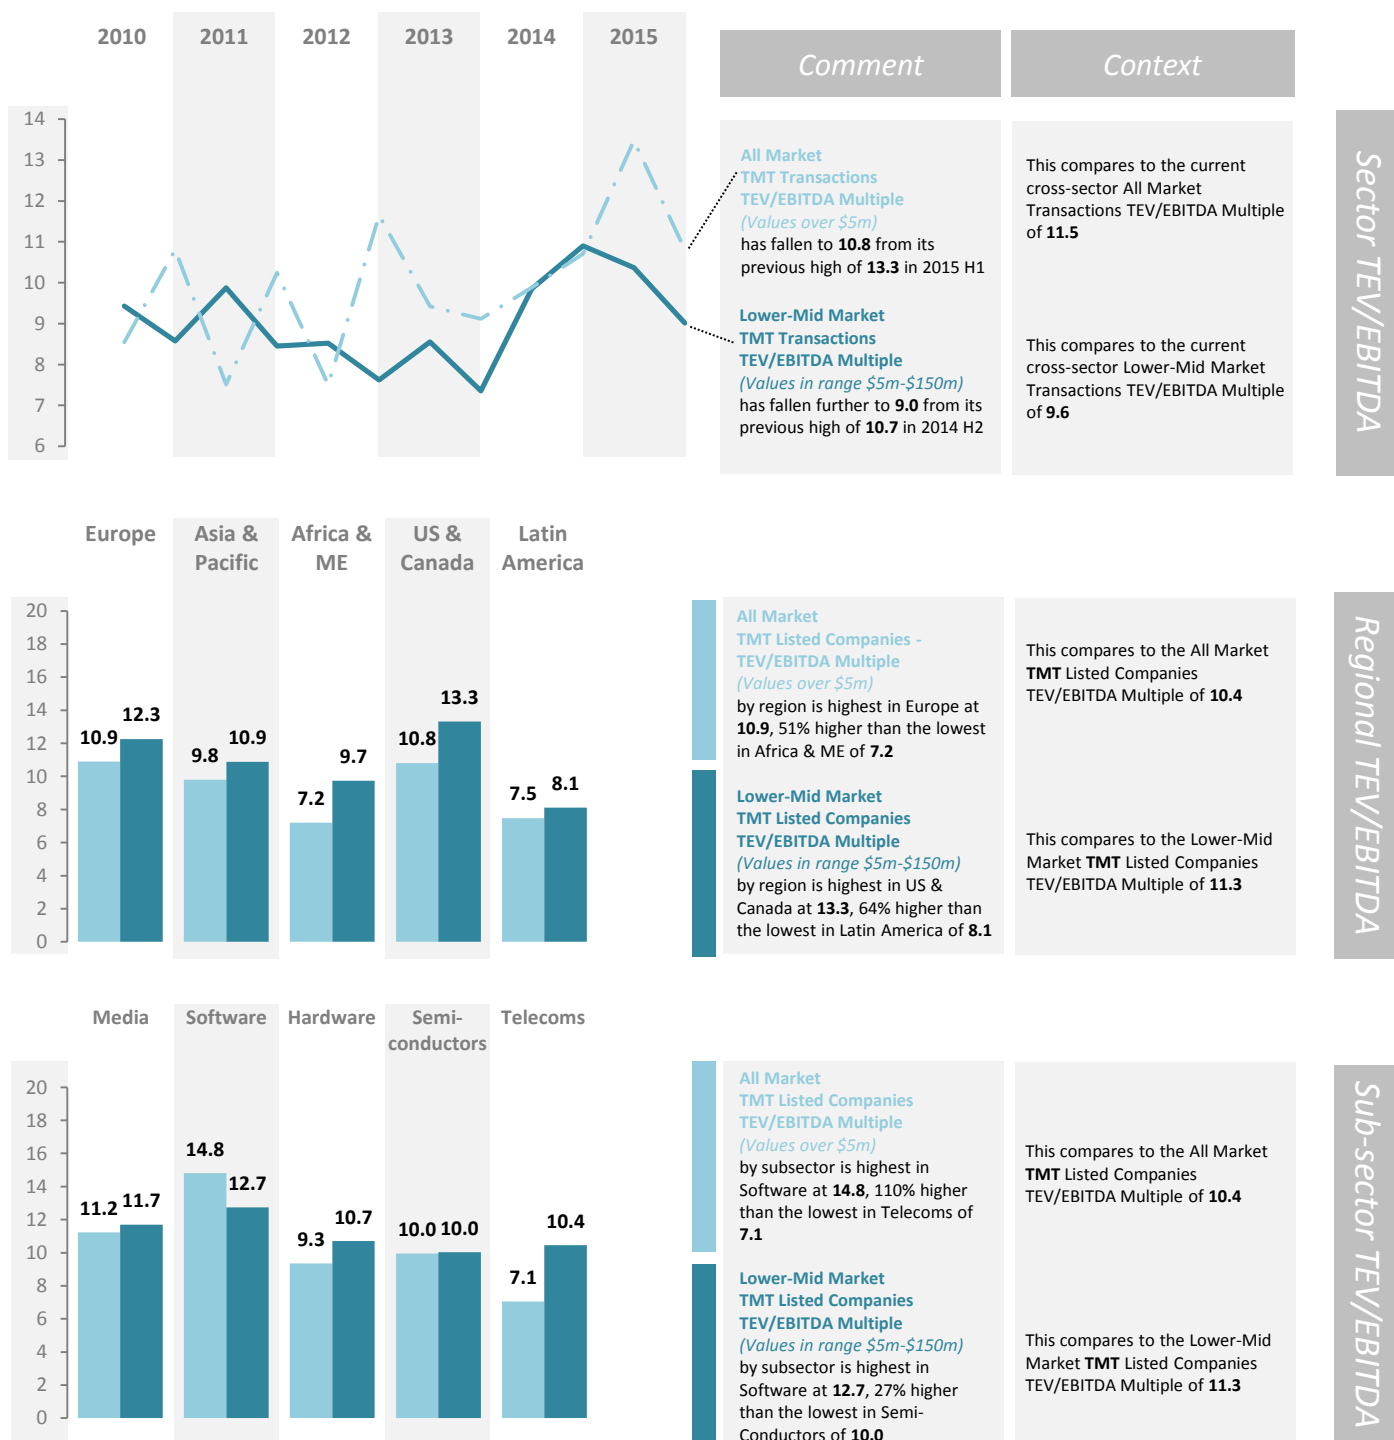 2010 2011 2012 2013 2014 2015
Comment Context
14
13
12
11
10
9
8
7
6
All Market
TMT Transactions
TEV/EBITDA Multiple
(Values over $5m)
has fallen to 10.8 from its
previous high of 13.3 in 2015 H1
Lower-Mid Market
TMT Transactions
TEV/EBITDA Multiple
(Values in range $5m-$150m)
has fallen further to 9.0 from its
previous high of 10.7 in 2014 H2
This compares to the current
cross-sector All Market
Transactions TEV/EBITDA Multiple
of 11.5
This compares to the current
cross-sector Lower-Mid Market
Transactions TEV/EBITDA Multiple
of 9.6
Sector TEV/EBITDA
Europe Asia & Africa & US & Latin
Pacific ME Canada America
20
18
16
14
12
10
8
6
4
2
0
10.9 12.3 9.8 10.9 7.2 9.7 10.8 13.3 7.5 8.1
All Market
TMT Listed Companies -
TEV/EBITDA Multiple
(Values over $5m)
by region is highest in Europe at
10.9, 51% higher than the lowest
in Africa & ME of 7.2
Lower-Mid Market
TMT Listed Companies
TEV/EBITDA Multiple
(Values in range $5m-$150m)
by region is highest in US &
Canada at 13.3, 64% higher than
the lowest in Latin America of 8.1
This compares to the All Market
TMT Listed Companies
TEV/EBITDA Multiple of 10.4
This compares to the Lower-Mid
Market TMT Listed Companies
TEV/EBITDA Multiple of 11.3
Regional TEV/EBITDA
Media Software Hardware Semi- Telecoms
conductors
20
18
16
14
12
10
8
6
4
2
0
11.2 11.7 14.8 12.7 9.3 10.7 10.0 10.0 7.1 10.4
All Market
TMT Listed Companies
TEV/EBITDA Multiple
(Values over $5m)
by subsector is highest in
Software at 14.8, 110% higher
than the lowest in Telecoms of
7.1
Lower-Mid Market
TMT Listed Companies
TEV/EBITDA Multiple
(Values in range $5m-$150m)
by subsector is highest in
Software at 12.7, 27% higher
than the lowest in Semi-
Conductors of 10.0
This compares to the All Market
TMT Listed Companies
TEV/EBITDA Multiple of 10.4
This compares to the Lower-Mid
Market TMT Listed Companies
TEV/EBITDA Multiple of 11.3
Sub-sector TEV/EBITDA